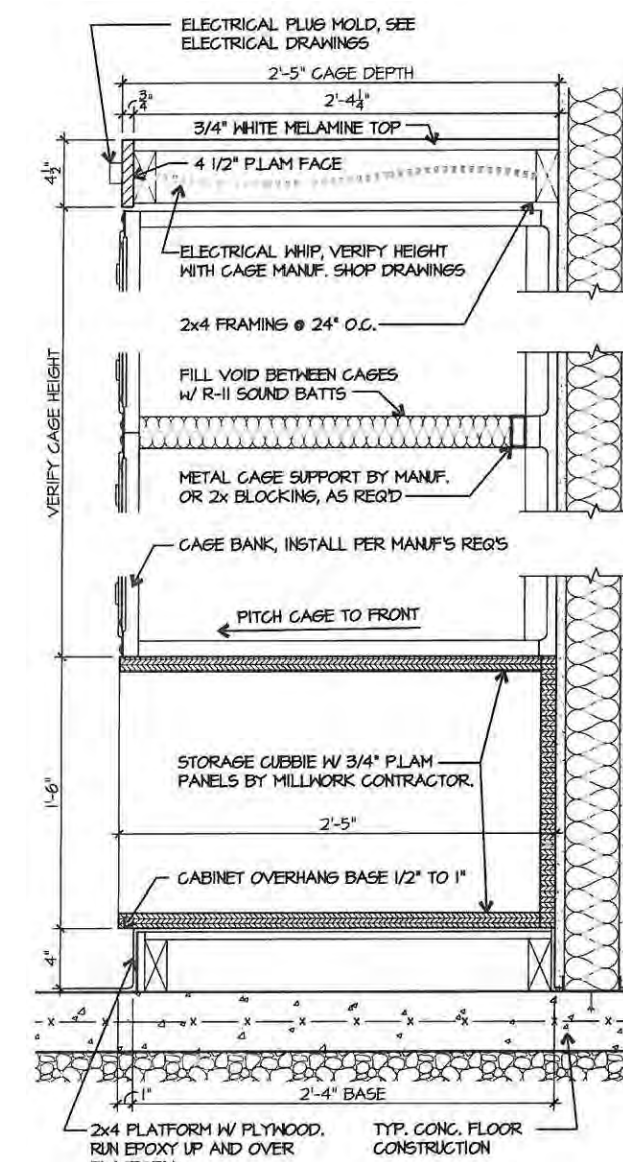 ELECTRICAL PLUG MOLD, SEE
ELECTRICAL DRAWINGS
2'-5" CAGE DEPTH
3/4"
2'-4 1/4"
3/4" WHITE MELAMINE TOP
4 1/2"
4 1/2" P.LAM FACE
ELECTRICAL WHIP, VERIFY HEIGHT
WITH CAGE MANUF. SHOP DRAWINGS
2x4 FRAMING @ 24" O.C.
VERIFY CAGE HEIGHT
FILL VOID BETWEEN CAGES
W/ R-11 SOUND BATTS
METAL CAGE SUPPORT BY MANUF.
OR 2x BLOCKING, AS REQ'D
CAGE BANK, INSTALL PER MANUF'S REQ'S
PITCH CAGE TO FRONT
1'-6"
STORAGE CUBBIE W/ 3/4" P.LAM
PANELS BY MILLWORK CONTRACTOR.
2'-5"
CABINET OVERHANG BASE 1/2" TO 1"
4"
1"
2'-4" BASE
2x4 PLATFORM W/ PLYWOOD.
RUN EPOXY UP AND OVER
TYP. CONC. FLOOR
CONSTRUCTION